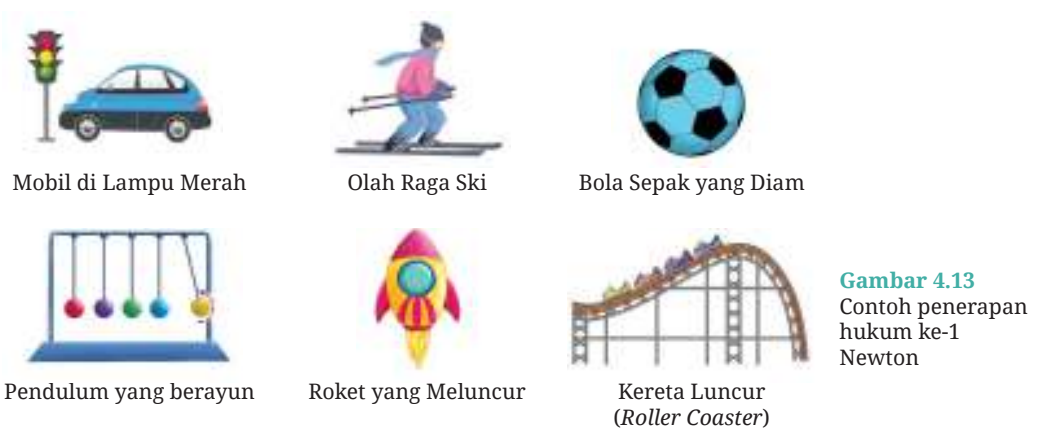 Mobil di Lampu Merah
Olah Raga Ski
Bola Sepak yang Diam
Pendulum yang berayun
Roket yang Meluncur
Kereta Luncur
(Roller Coaster)
Gambar 4.13
Contoh penerapan
hukum ke-1
Newton